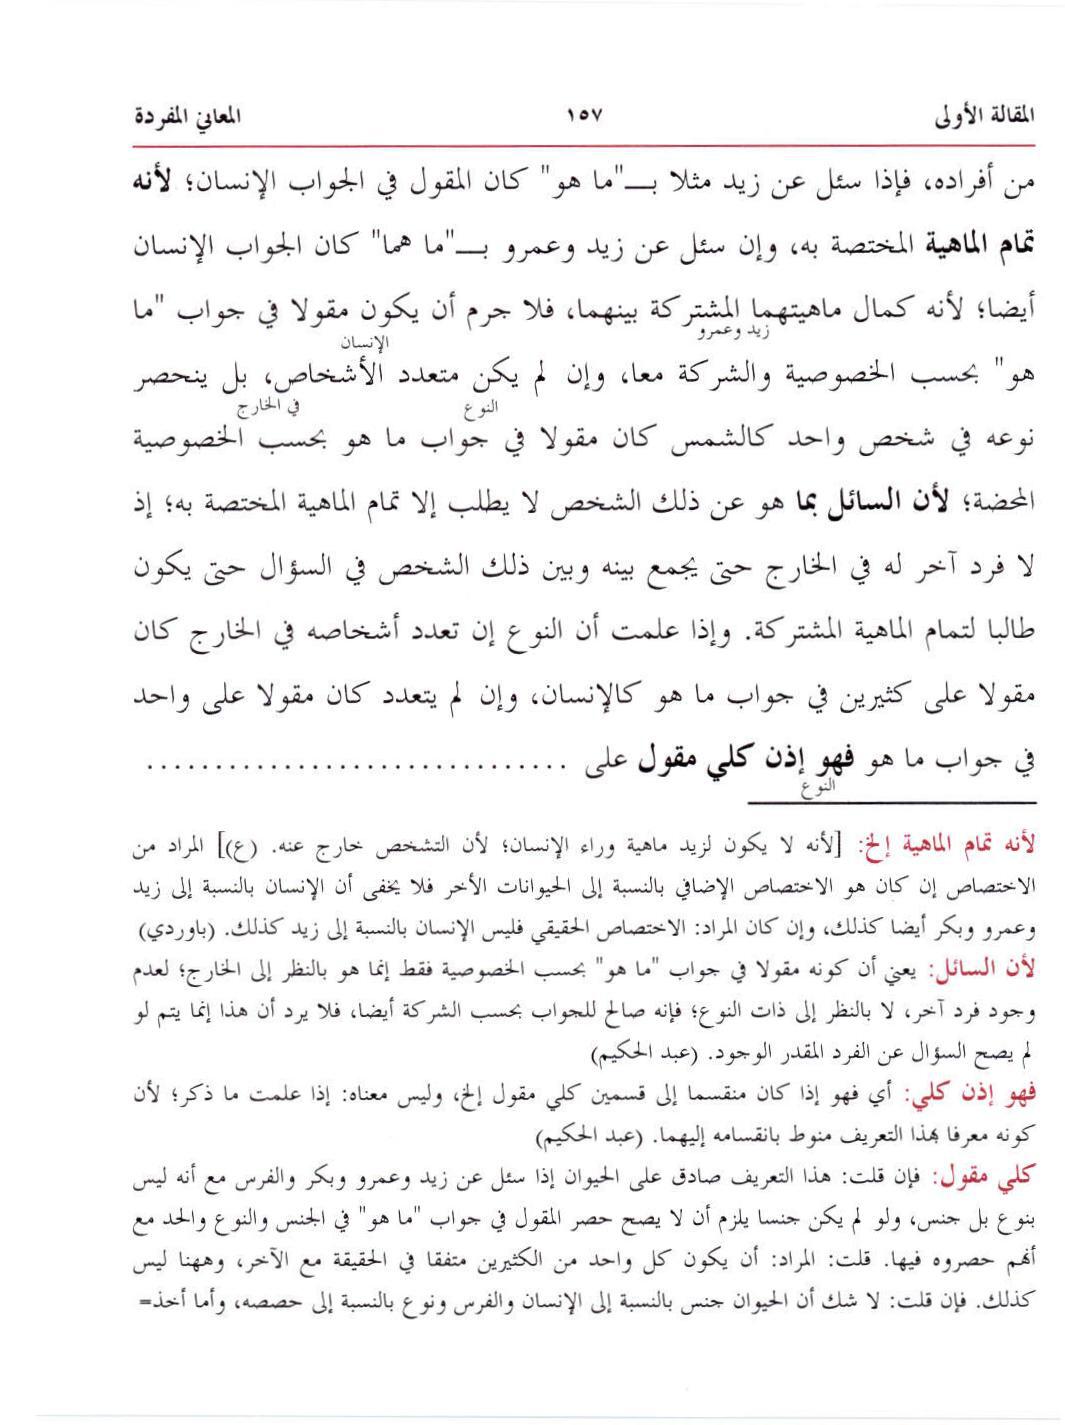 المقالة الأولى ١٥٧ المعاني المفردة
من أفراده، فإذا سئل عن زيد مثلا بــ"ما هو" كان المقول في الجواب الإنسان؛ لأنه
تمام الماهية المختصة به، وإن سئل عن زيد وعمرو بــ"ما هما" كان الجواب الإنسان
أيضا؛ لأنه كمال ماهيتهما المشتركة بينهما، فلا جرم أن يكون مقولا في جواب "ما
زيد وعمرو الإنسان
هو" بحسب الخصوصية والشركة معا، وإن لم يكن متعدد الأشخاص، بل ينحصر
النوع في الخارج
نوعه في شخص واحد كالشمس كان مقولا في جواب ما هو بحسب الخصوصية
المحضة؛ لأن السائل بما هو عن ذلك الشخص لا يطلب إلا تمام الماهية المختصة به؛ إذ
لا فرد آخر له في الخارج حتى يجمع بينه وبين ذلك الشخص في السؤال حتى يكون
طالبا لتمام الماهية المشتركة. وإذا علمت أن النوع إن تعدد أشخاصه في الخارج كان
مقولا على كثيرين في جواب ما هو كالإنسان، وإن لم يتعدد كان مقولا على واحد
في جواب ما هو فهو إذن كلي مقول على ...............................
النوع
لأنه تمام الماهية إلخ: [لأنه لا يكون لزيد ماهية وراء الإنسان؛ لأن التشخص خارج عنه. (ع)] المراد من
الاختصاص إن كان هو الاختصاص الإضافي بالنسبة إلى الحيوانات الأخر فلا يخفى أن الإنسان بالنسبة إلى زيد
وعمرو وبكر أيضا كذلك، وإن كان المراد: الاختصاص الحقيقي فليس الإنسان بالنسبة إلى زيد كذلك. (باوردي)
لأن السائل: يعني أن كونه مقولا في جواب "ما هو" بحسب الخصوصية فقط إنما هو بالنظر إلى الخارج؛ لعدم
وجود فرد آخر، لا بالنظر إلى ذات النوع؛ فإنه صالح للجواب بحسب الشركة أيضا، فلا يرد أن هذا إنما يتم لو
لم يصح السؤال عن الفرد المقدر الوجود. (عبد الحكيم)
فهو إذن كلي: أي فهو إذا كان منقسما إلى قسمين كلي مقول إلخ، وليس معناه: إذا علمت ما ذكر؛ لأن
كونه معرفا بهذا التعريف منوط بانقسامه إليهما. (عبد الحكيم)
كلي مقول: فإن قلت: هذا التعريف صادق على الحيوان إذا سئل عن زيد وعمرو وبكر والفرس مع أنه ليس
بنوع بل جنس، ولو لم يكن جنسا يلزم أن لا يصح حصر المقول في جواب "ما هو" في الجنس والنوع والحد مع
أنهم حصروه فيها. قلت: المراد: أن يكون كل واحد من الكثيرين متفقا في الحقيقة مع الآخر، وههنا ليس
كذلك. فإن قلت: لا شك أن الحيوان جنس بالنسبة إلى الإنسان والفرس ونوع بالنسبة إلى حصصه، وأما أخذ=